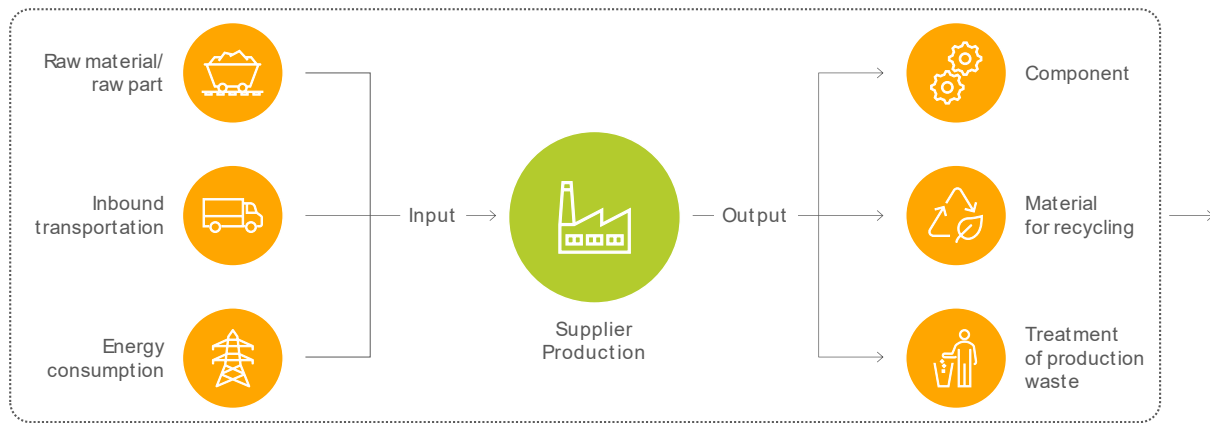 Raw material/
raw part
Inbound
transportation
Energy
consumption
Input
Supplier
Production
Output
Component
Material
for recycling
Treatment
of production
waste